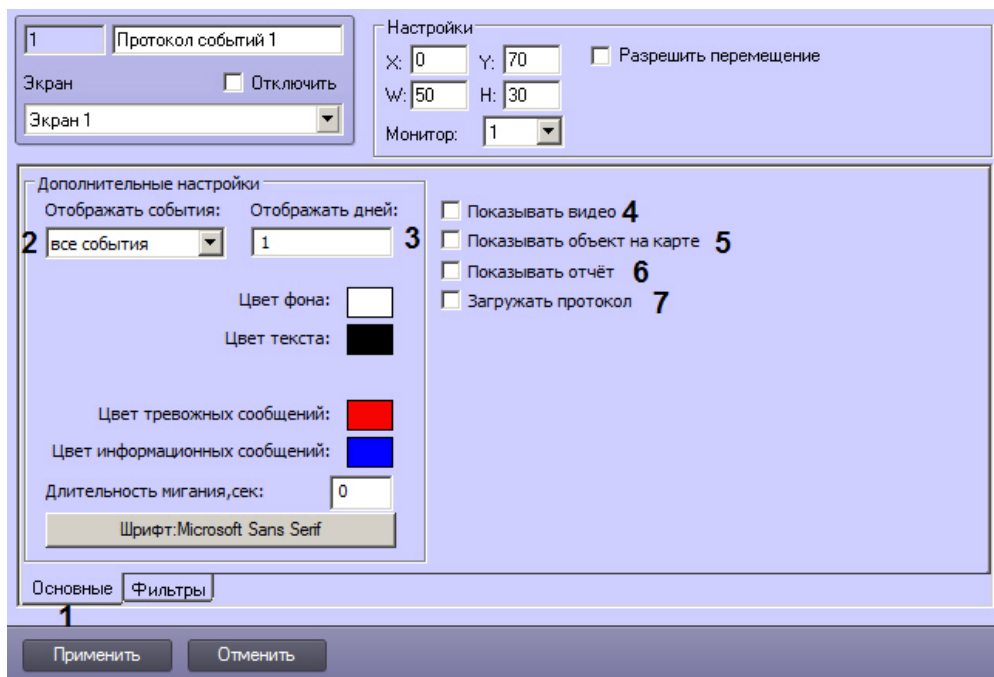 1 Протокол событий 1
Экран Отключить
Экран 1
Настройки
X: 0 Y: 70 Разрешить перемещение
W: 50 H: 30
Монитор: 1
Дополнительные настройки
Отображать события: Отображать дней:
2 все события 1 3
Цвет фона:
Цвет текста:
Цвет тревожных сообщений:
Цвет информационных сообщений:
Длительность мигания,сек: 0
Шрифт:Microsoft Sans Serif
Показывать видео 4
Показывать объект на карте 5
Показывать отчёт 6
Загружать протокол 7
Основные Фильтры
1
Применить Отменить